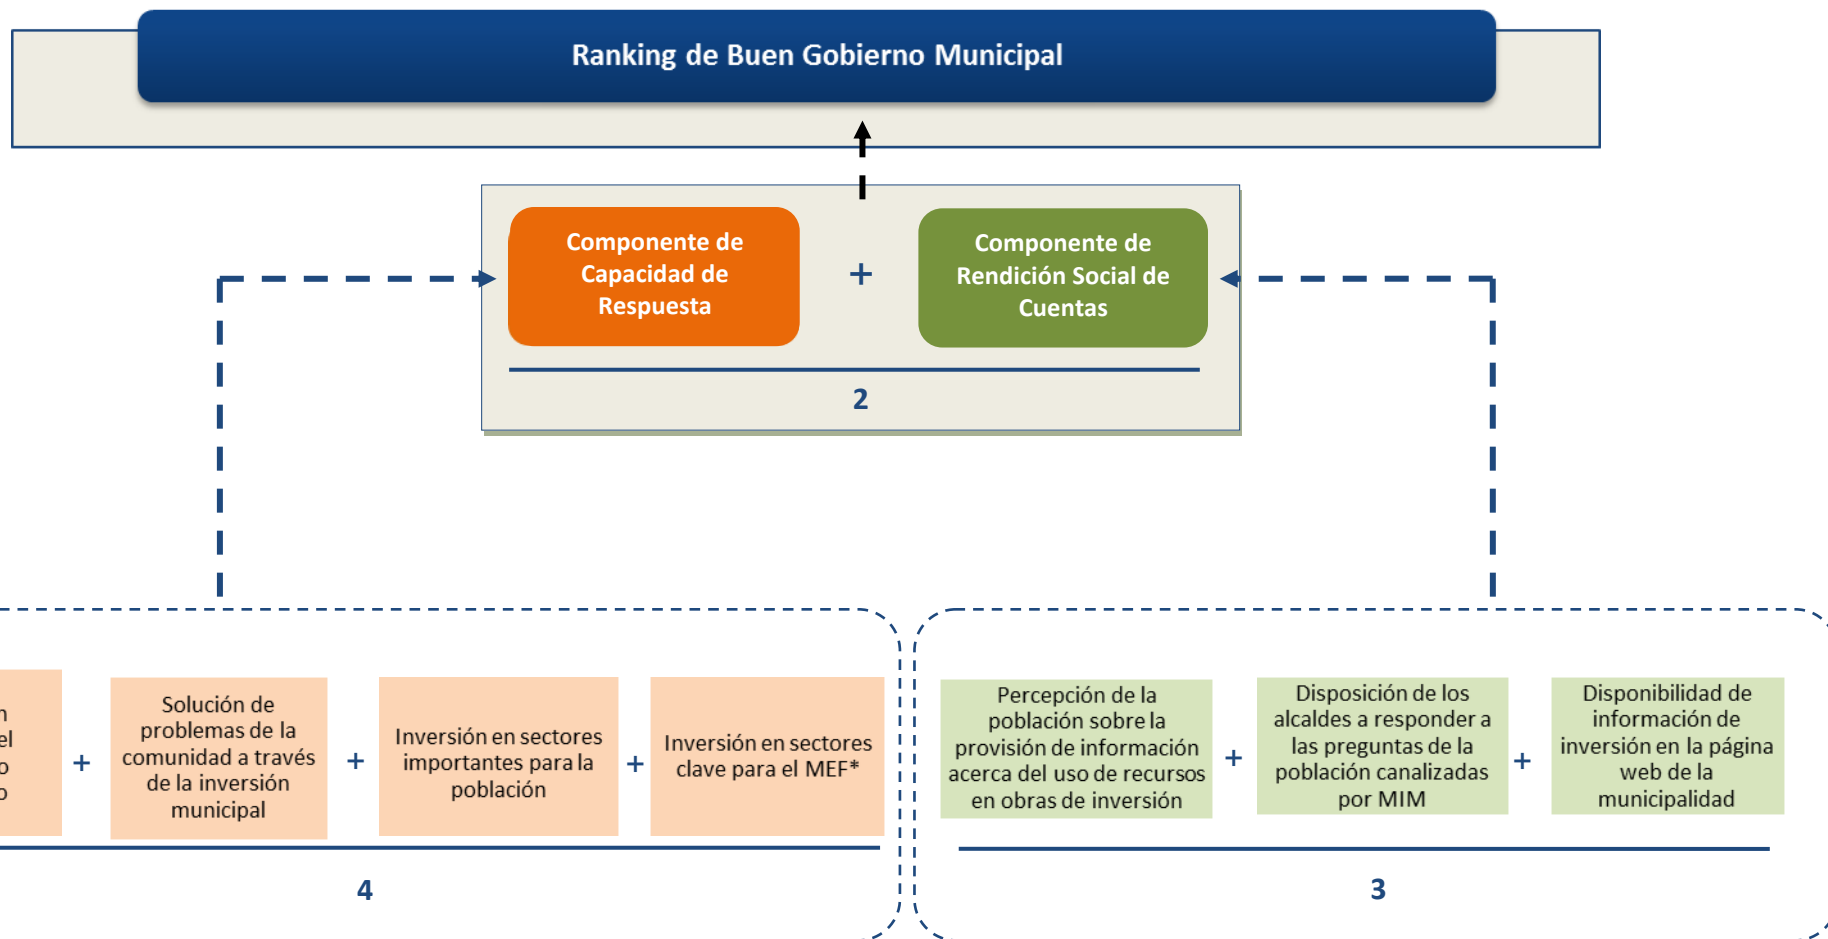 Ranking de Buen Gobierno Municipal
Componente de
Capacidad de
Respuesta
+
Componente de
Rendición Social de
Cuentas
2
el
+
Solución de
problemas de la
comunidad a través
de la inversión
municipal
+
Inversión en sectores
importantes para la
población
+
Inversión en sectores
clave para el MEF*
4
Percepción de la
población sobre la
provisión de información
acerca del uso de recursos
en obras de inversión
+
Disposición de los
alcaldes a responder a
las preguntas de la
población canalizadas
por MIM
+
Disponibilidad de
información de
inversión en la página
web de la
municipalidad
3